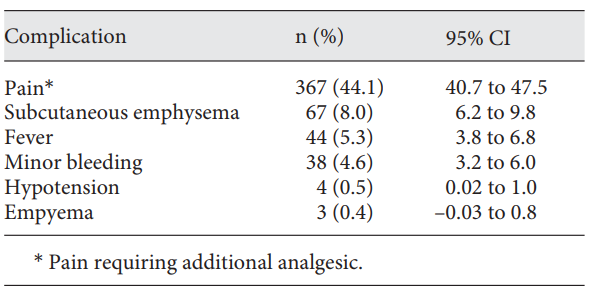 Complication n (%) 95% CI
Pain* 367 (44.1) 40.7 to 47.5
Subcutaneous emphysema 67 (8.0) 6.2 to 9.8
Fever 44 (5.3) 3.8 to 6.8
Minor bleeding 38 (4.6) 3.2 to 6.0
Hypotension 4 (0.5) 0.02 to 1.0
Empyema 3 (0.4) –0.03 to 0.8
* Pain requiring additional analgesic.